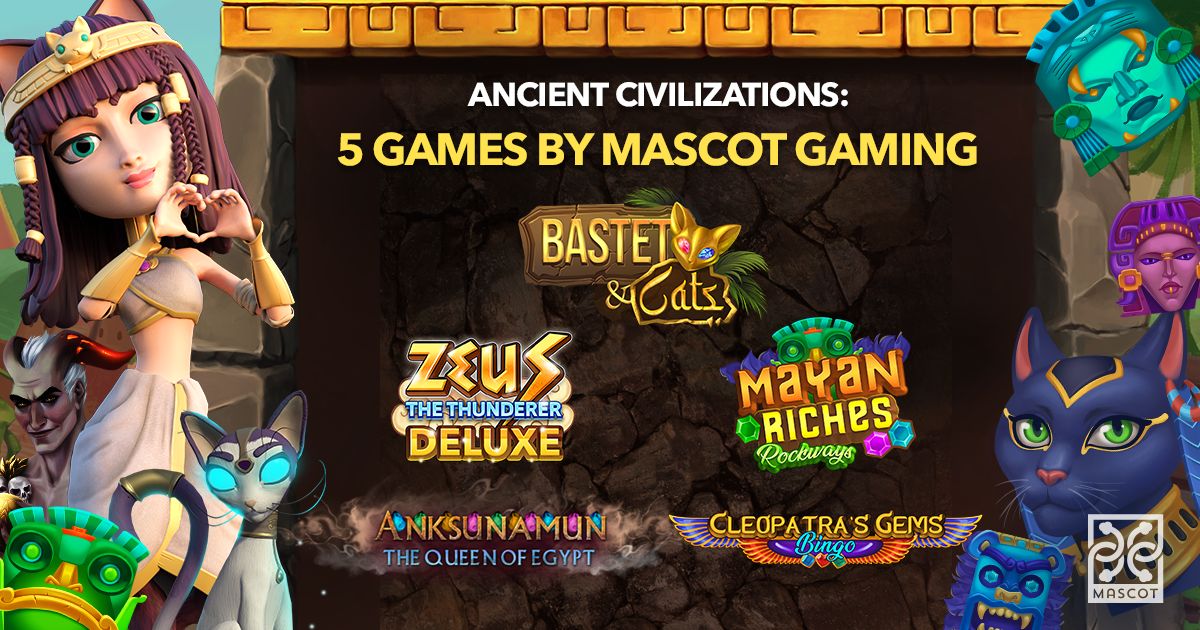 ANCIENT CIVILIZATIONS:
5 GAMES BY MASCOT GAMING
BASTET
& Cats
ZEUS
THE THUNDERER
DELUXE
MAYAN
RICHES
Rockways
ANKSUNAMUN
THE QUEEN OF EGYPT
CLEOPATRA'S GEMS
Bingo
MASCOT